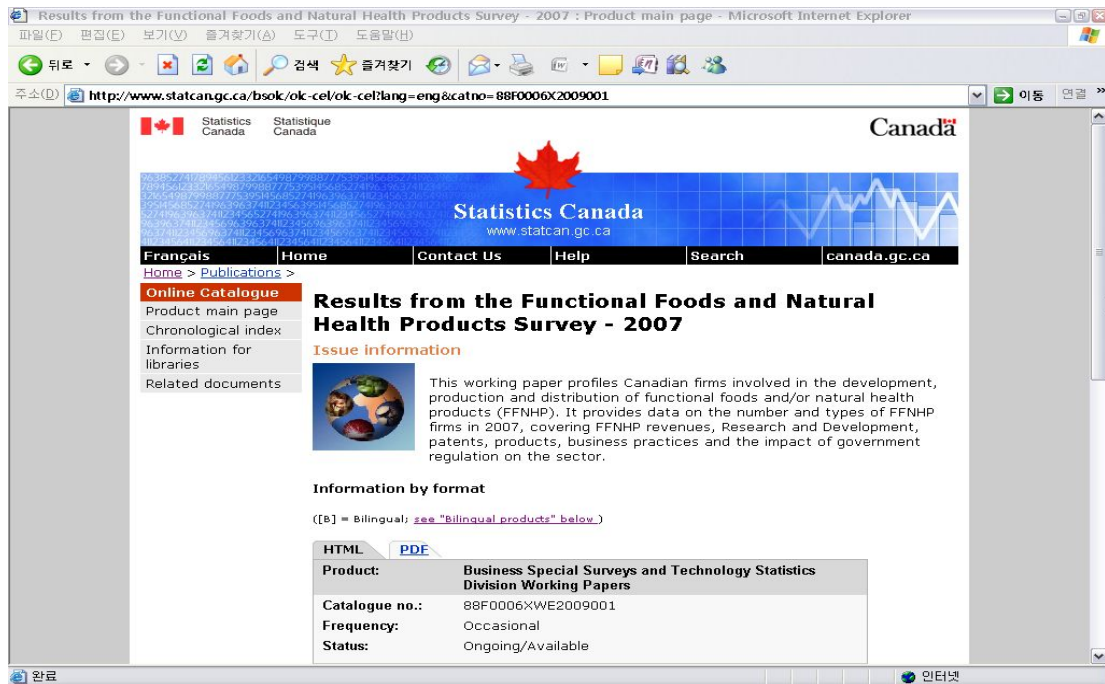 Results from the Functional Foods and Natural Health Products Survey - 2007 : Product main page - Microsoft Internet Explorer
파일(F) 편집(E) 보기(V) 즐겨찾기(A) 도구(T) 도움말(H)
뒤로 검색 즐겨찾기
주소(D) http://www.statcan.gc.ca/bsolc/olc-cel/olc-cel?lang=eng&catno=88F0006X2009001 이동 연결 »
Statistics Statistique
Canada Canada
Canada
Statistics Canada
www.statcan.gc.ca
Français Home Contact Us Help Search canada.gc.ca
Home > Publications >
Online Catalogue
Product main page
Chronological index
Information for
libraries
Related documents
Results from the Functional Foods and Natural
Health Products Survey - 2007
Issue information
This working paper profiles Canadian firms involved in the development,
production and distribution of functional foods and/or natural health
products (FFNHP). It provides data on the number and types of FFNHP
firms in 2007, covering FFNHP revenues, Research and Development,
patents, products, business practices and the impact of government
regulation on the sector.
Information by format
([B] = Bilingual; see "Bilingual products" below )
HTML PDF
Product: Business Special Surveys and Technology Statistics
Division Working Papers
Catalogue no.: 88F0006XWE2009001
Frequency: Occasional
Status: Ongoing/Available
완료 인터넷